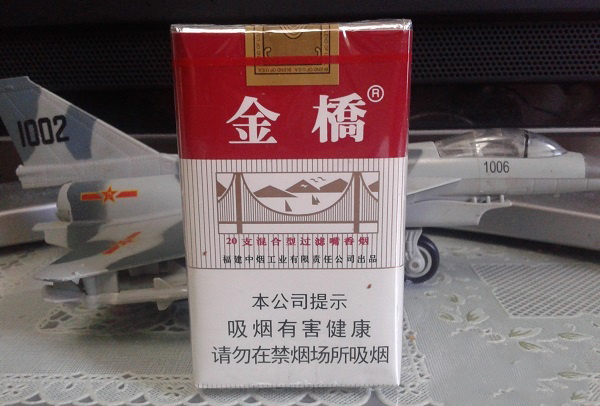 金橋®
20支混合型过滤嘴香烟
福建中烟工业有限责任公司出品
本公司提示
吸烟有害健康
请勿在禁烟场所吸烟
1002
1006